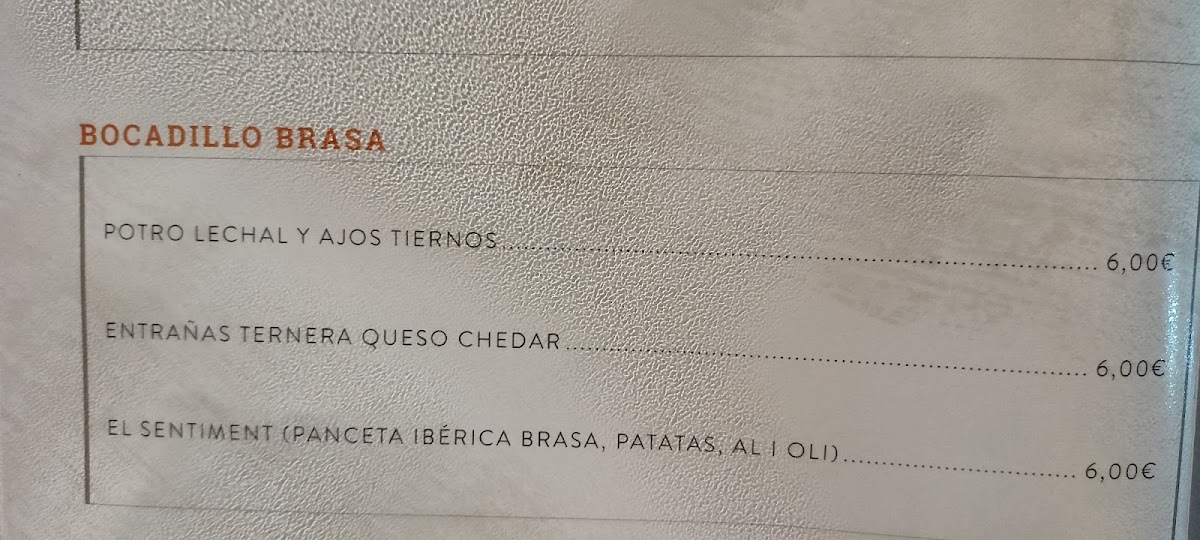 BOCADILLO BRASA
POTRO LECHAL Y AJOS TIERNOS 6,00€
ENTRAÑAS TERNERA QUESO CHEDAR 6,00€
EL SENTIMENT (PANCETA IBÉRICA BRASA, PATATAS, AL I OLI) 6,00€